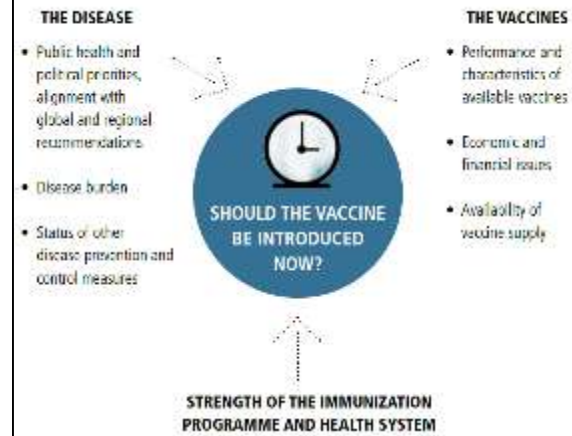 THE DISEASE
• Public health and
political priorities,
alignment with
global and regional
recommendations
• Disease burden
• Status of other
disease prevention and
control measures
SHOULD THE VACCINE
BE INTRODUCED
NOW?
THE VACCINES
• Performance and
characteristics of
available vaccines
• Economic and
financial issues
• Availability of
vaccine supply
STRENGTH OF THE IMMUNIZATION
PROGRAMME AND HEALTH SYSTEM